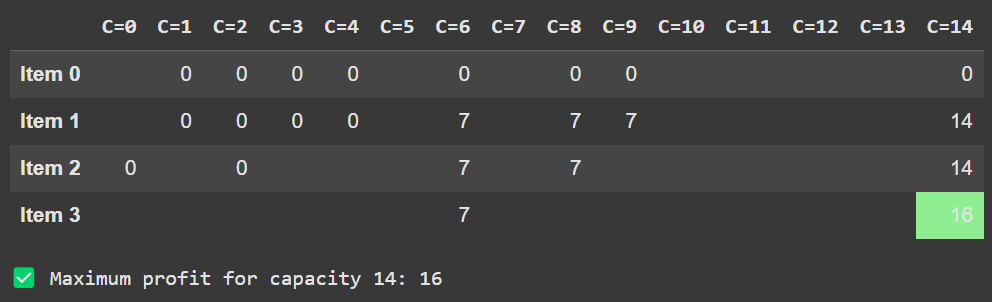 C=0 C=1 C=2 C=3 C=4 C=5 C=6 C=7 C=8 C=9 C=10 C=11 C=12 C=13 C=14
Item 0 0 0 0 0 0 0 0 0
Item 1 0 0 0 0 7 7 7 14
Item 2 0 0 7 7 14
Item 3 7 16
✅ Maximum profit for capacity 14: 16